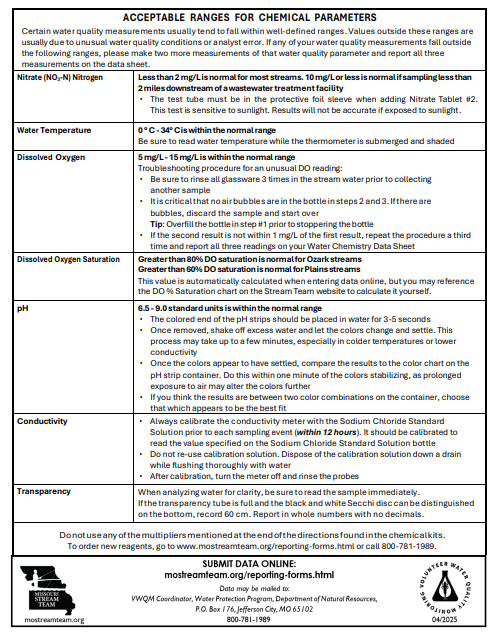 ACCEPTABLE RANGES FOR CHEMICAL PARAMETERS
Certain water quality measurements usually tend to fall within well-defined ranges. Values outside these ranges are
usually due to unusual water quality conditions or analyst error. If any of your water quality measurements fall outside
the following ranges, please make two more measurements of that water quality parameter and report all three
measurements on the data sheet.
Nitrate (NO₃-N) Nitrogen
Less than 2 mg/L is normal for most streams. 10 mg/L or less is normal if sampling less than
2 miles downstream of a wastewater treatment facility
• The test tube must be in the protective foil sleeve when adding Nitrate Tablet #2.
This test is sensitive to sunlight. Results will not be accurate if exposed to sunlight.
Water Temperature
0 ° C - 34° C is within the normal range
Be sure to read water temperature while the thermometer is submerged and shaded
Dissolved Oxygen
5 mg/L - 15 mg/L is within the normal range
Troubleshooting procedure for an unusual DO reading:
• Be sure to rinse all glassware 3 times in the stream water prior to collecting
another sample
• It is critical that no air bubbles are in the bottle in steps 2 and 3. If there are
bubbles, discard the sample and start over
Tip: Overfill the bottle in step #1 prior to stoppering the bottle
• If the second result is not within 1 mg/L of the first result, repeat the procedure a third
time and report all three readings on your Water Chemistry Data Sheet
Dissolved Oxygen Saturation
Greater than 80% DO saturation is normal for Ozark streams
Greater than 60% DO saturation is normal for Plains streams
This value is automatically calculated when entering data online, but you may reference
the DO % Saturation chart on the Stream Team website to calculate it yourself.
pH
6.5 - 9.0 standard units is within the normal range
• The colored end of the pH strips should be placed in water for 3-5 seconds
• Once removed, shake off excess water and let the colors change and settle. This
process may take up to a few minutes, especially in colder temperatures or lower
conductivity
• Once the colors appear to have settled, compare the results to the color chart on the
pH strip container. Do this within one minute of the colors stabilizing, as prolonged
exposure to air may alter the colors further
• If you think the results are between two color combinations on the container, choose
that which appears to be the best fit
Conductivity
• Always calibrate the conductivity meter with the Sodium Chloride Standard
Solution prior to each sampling event (within 12 hours). It should be calibrated to
read the value specified on the Sodium Chloride Standard Solution bottle
• Do not re-use calibration solution. Dispose of the calibration solution down a drain
while flushing thoroughly with water
• After calibration, turn the meter off and rinse the probes
Transparency
When analyzing water for clarity, be sure to read the sample immediately.
If the transparency tube is full and the black and white Secchi disc can be distinguished
on the bottom, record 60 cm. Report in whole numbers with no decimals.
Do not use any of the multipliers mentioned at the end of the directions found in the chemical kits.
To order new reagents, go to www.mostreamteam.org/reporting-forms.html or call 800-781-1989.
MISSOURI
STREAM
TEAM
mostreamteam.org
SUBMIT DATA ONLINE:
mostreamteam.org/reporting-forms.html
Data may be mailed to:
VWQM Coordinator, Water Protection Program, Department of Natural Resources,
P.O. Box 176, Jefferson City, MO 65102
800-781-1989
VOLUNTEER WATER QUALITY MONITORING
04/2025